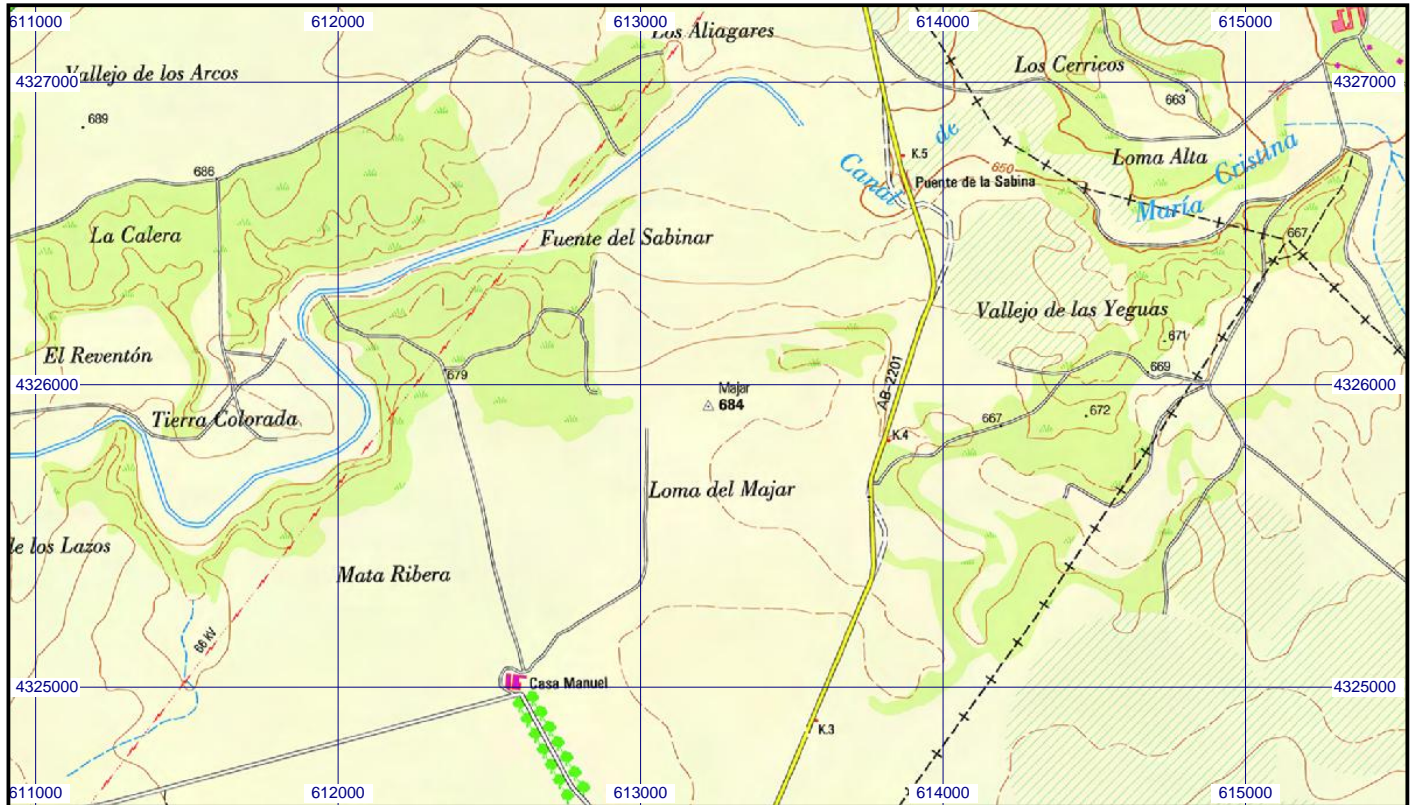 611000
612000
613000
614000
615000
Los Aliagares
Vallejo de los Arcos
4327000
4327000
Los Cerricos
663
689
de
K.5
Loma Alta
Cristina
Canal
650
686
Puente de la Sabina
María
La Calera
Fuente del Sabinar
667
Vallejo de las Yeguas
671
El Reventón
669
679
4326000
4326000
Majar
684
AB-2201
672
Tierra Colorada
667
K.4
Loma del Majar
de los Lazos
Mata Ribera
66 kV
4325000
Casa Manuel
4325000
K.3
611000
612000
613000
614000
615000